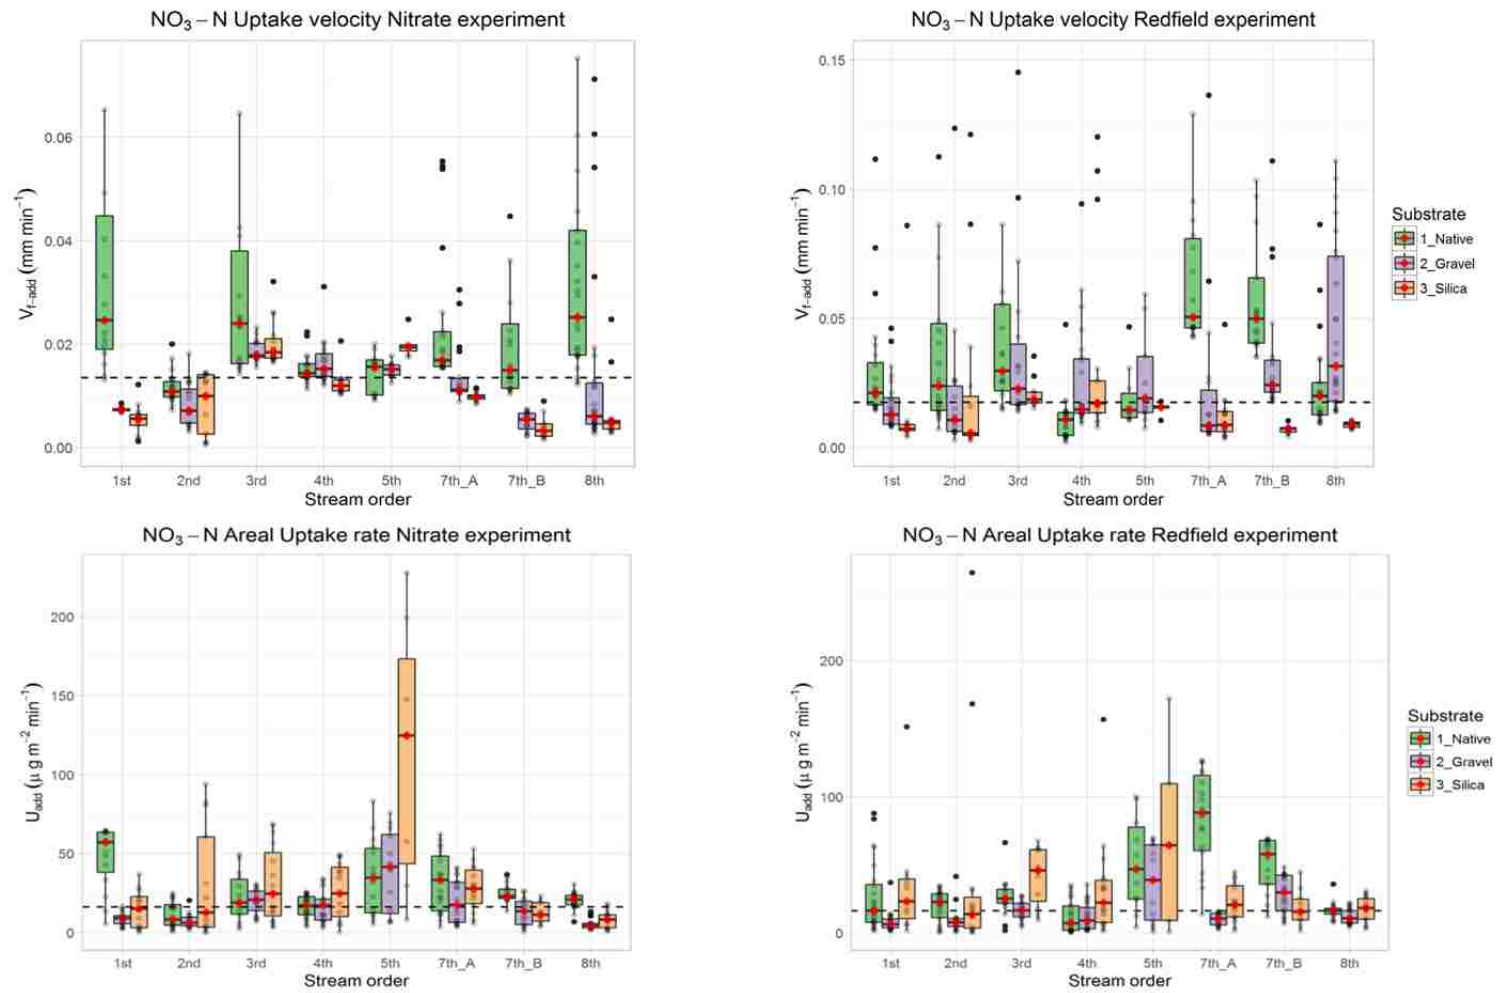 NO₃ – N Uptake velocity Nitrate experiment
V_f−add (mm min⁻¹)
0.06
0.04
0.02
0.00
1st 2nd 3rd 4th 5th 7th_A 7th_B 8th
Stream order
NO₃ – N Uptake velocity Redfield experiment
V_f−add (mm min⁻¹)
0.15
0.10
0.05
0.00
1st 2nd 3rd 4th 5th 7th_A 7th_B 8th
Stream order
Substrate
1_Native
2_Gravel
3_Silica
NO₃ – N Areal Uptake rate Nitrate experiment
U_add (μ g m⁻² min⁻¹)
200
150
100
50
0
1st 2nd 3rd 4th 5th 7th_A 7th_B 8th
Stream order
NO₃ – N Areal Uptake rate Redfield experiment
U_add (μ g m⁻² min⁻¹)
200
100
0
1st 2nd 3rd 4th 5th 7th_A 7th_B 8th
Stream order
Substrate
1_Native
2_Gravel
3_Silica